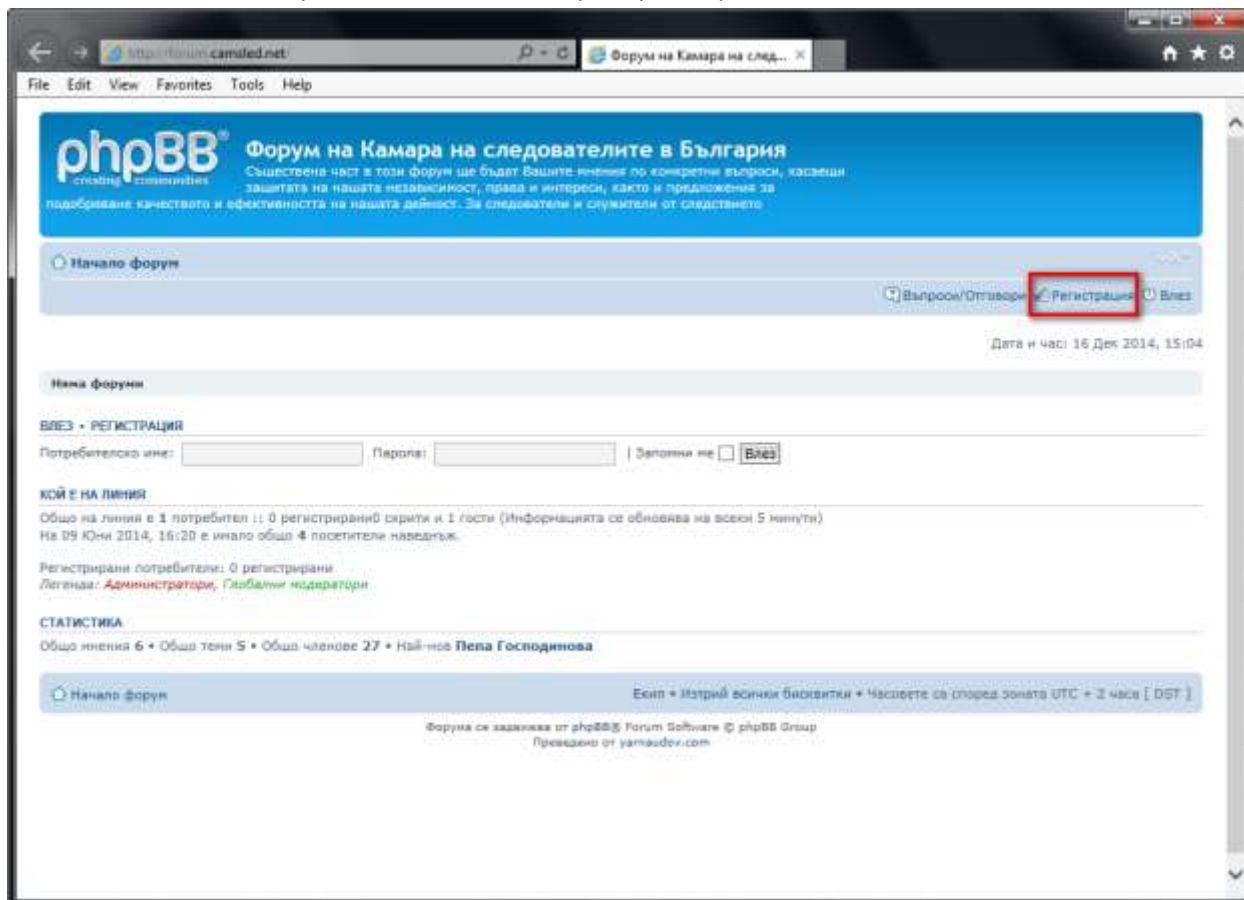 http://forum.camsled.net
Форум на Камара на след...
File Edit View Favorites Tools Help
phpBB®
creating communities
Форум на Камара на следователите в България
Съществена част в този форум ще бъдат Вашите мнения по конкретни въпроси, касаещи
защитата на нашата независимост, права и интереси, както и предложения за
подобряване качеството и ефективността на нашата дейност. За следователи и служители от следствието
Начало форум
Въпроси/Отговори Регистрация Влез
Дата и час: 16 Дек 2014, 15:04
Няма форуми
ВЛЕЗ • РЕГИСТРАЦИЯ
Потребителско име: Парола: | Запомни ме Влез
КОЙ Е НА ЛИНИЯ
Общо на линия е 1 потребител :: 0 регистрирани0 скрити и 1 гости (Информацията се обновява на всеки 5 минути)
На 09 Юни 2014, 16:20 е имало общо 4 посетители наведнъж.
Регистрирани потребители: 0 регистрирани
Легенда: Администратори, Глобални модератори
СТАТИСТИКА
Общо мнения 6 • Общо теми 5 • Общо членове 27 • Най-нов Пепа Господинова
Начало форум
Екип • Изтрий всички бисквитки • Часовете са според зоната UTC + 2 часа [ DST ]
Форума се задвижва от phpBB® Forum Software © phpBB Group
Преведено от yarnaudov.com